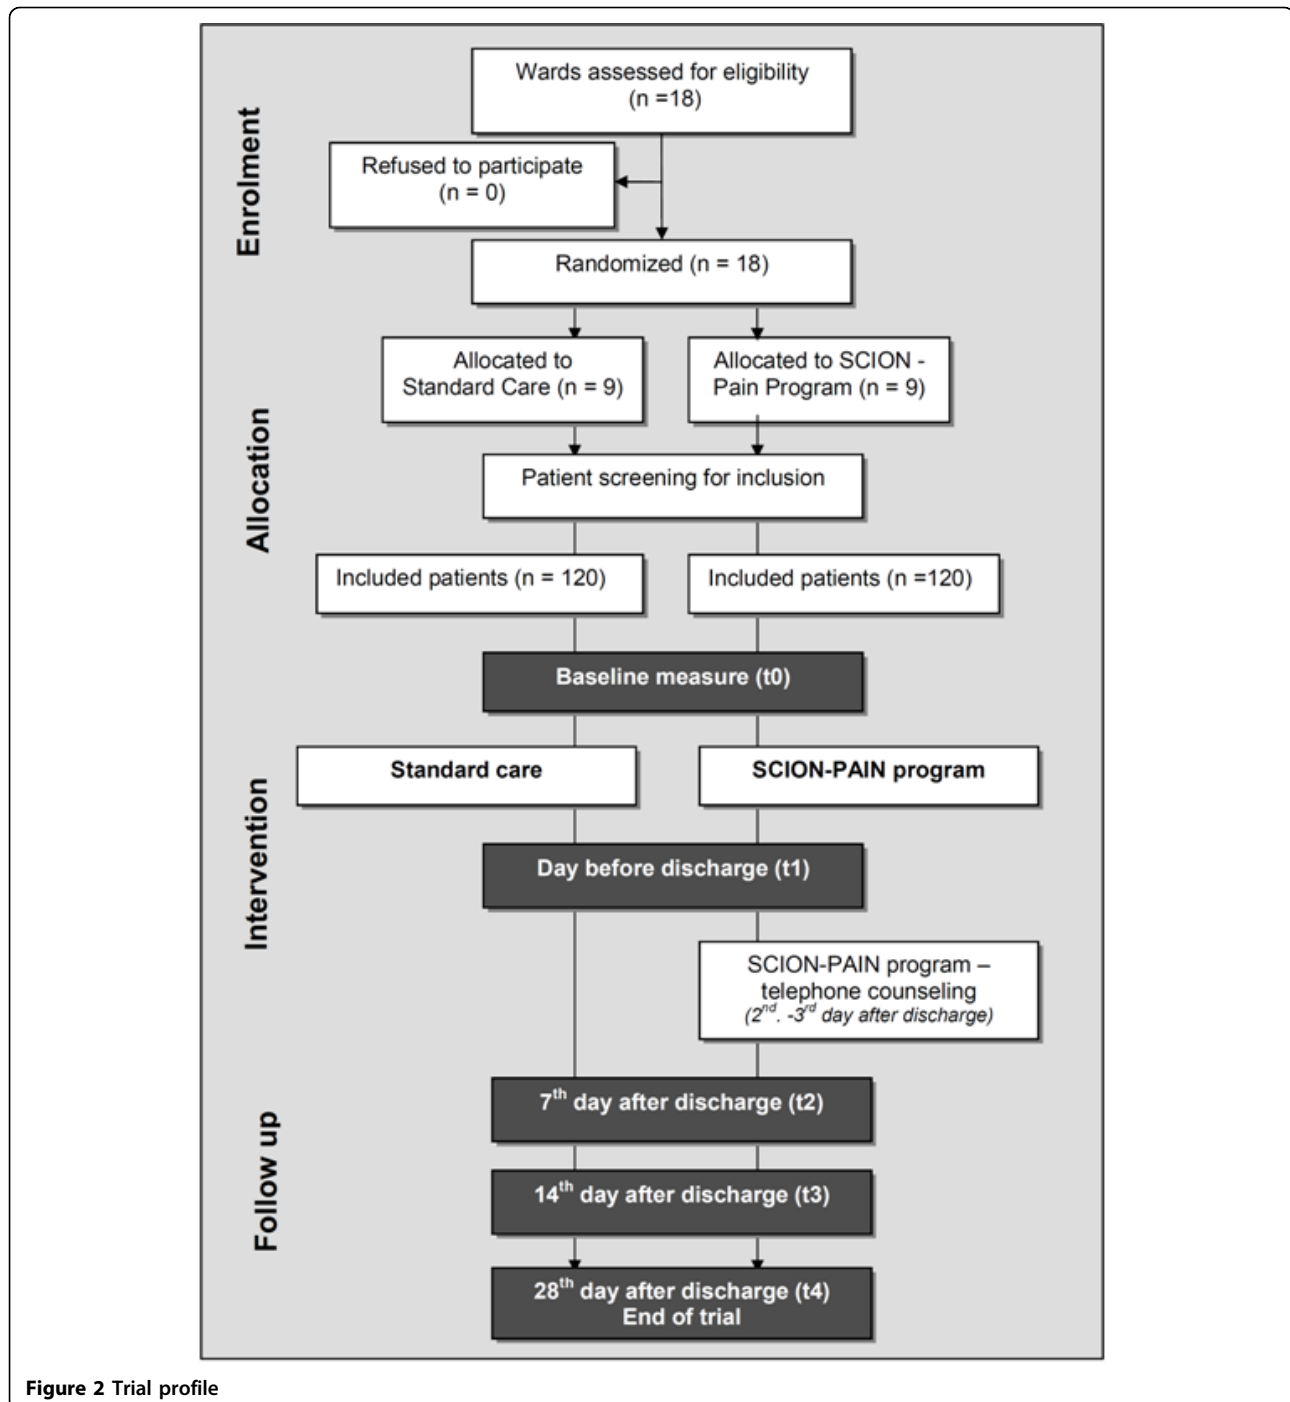 Enrolment
Wards assessed for eligibility
(n =18)
Refused to participate
(n = 0)
Randomized (n = 18)
Allocation
Allocated to
Standard Care (n = 9)
Allocated to SCION -
Pain Program (n = 9)
Patient screening for inclusion
Included patients (n = 120)
Included patients (n =120)
Baseline measure (t0)
Intervention
Standard care
SCION-PAIN program
Day before discharge (t1)
SCION-PAIN program –
telephone counseling
(2nd. -3rd day after discharge)
Follow up
7th day after discharge (t2)
14th day after discharge (t3)
28th day after discharge (t4)
End of trial
Figure 2 Trial profile